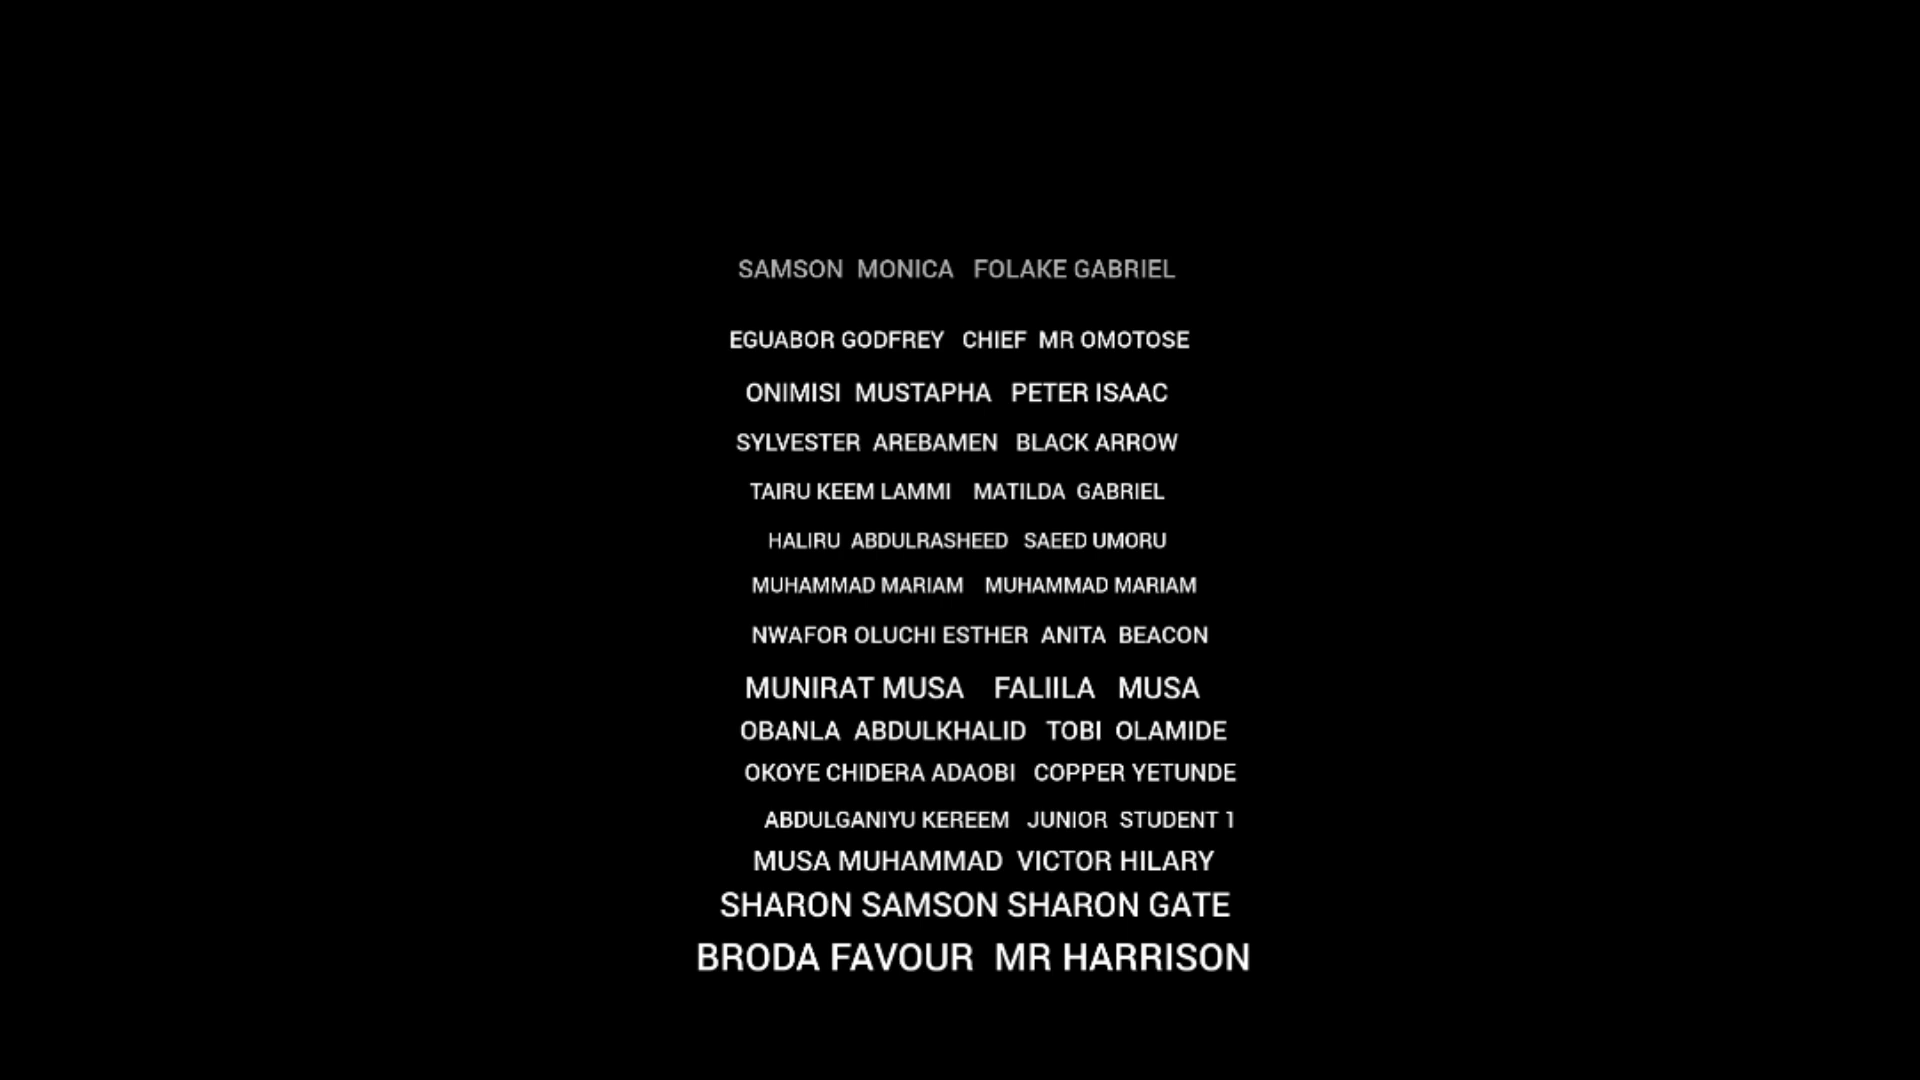 SAMSON MONICA FOLAKE GABRIEL
EGUABOR GODFREY CHIEF MR OMOTOSE
ONIMISI MUSTAPHA PETER ISAAC
SYLVESTER AREBAMEN BLACK ARROW
TAIRU KEEM LAMMI MATILDA GABRIEL
HALIRU ABDULRASHEED SAEED UMORU
MUHAMMAD MARIAM MUHAMMAD MARIAM
NWAFOR OLUCHI ESTHER ANITA BEACON
MUNIRAT MUSA FALIILA MUSA
OBANLA ABDULKHALID TOBI OLAMIDE
OKOYE CHIDERA ADAOBI COPPER YETUNDE
ABDULGANIYU KEREEM JUNIOR STUDENT 1
MUSA MUHAMMAD VICTOR HILARY
SHARON SAMSON SHARON GATE
BRODA FAVOUR MR HARRISON